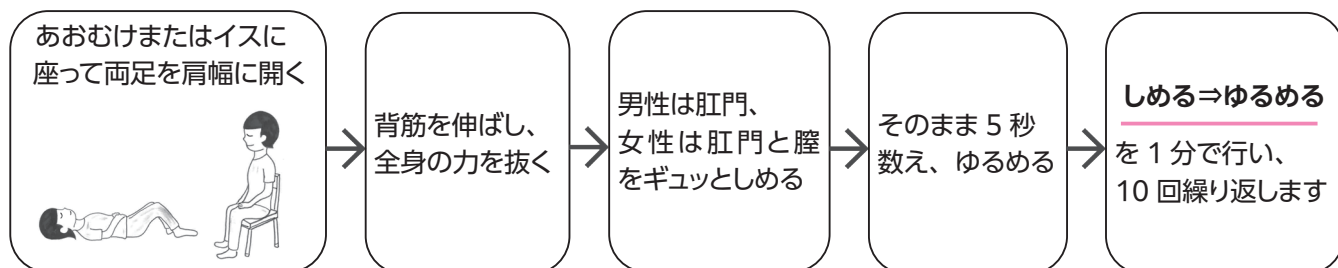 あおむけまたはイスに
座って両足を肩幅に開く
背筋を伸ばし、
全身の力を抜く
男性は肛門、
女性は肛門と膣
をギュッとしめる
そのまま 5 秒
数え、ゆるめる
しめる⇒ゆるめる
を 1 分で行い、
10 回繰り返します